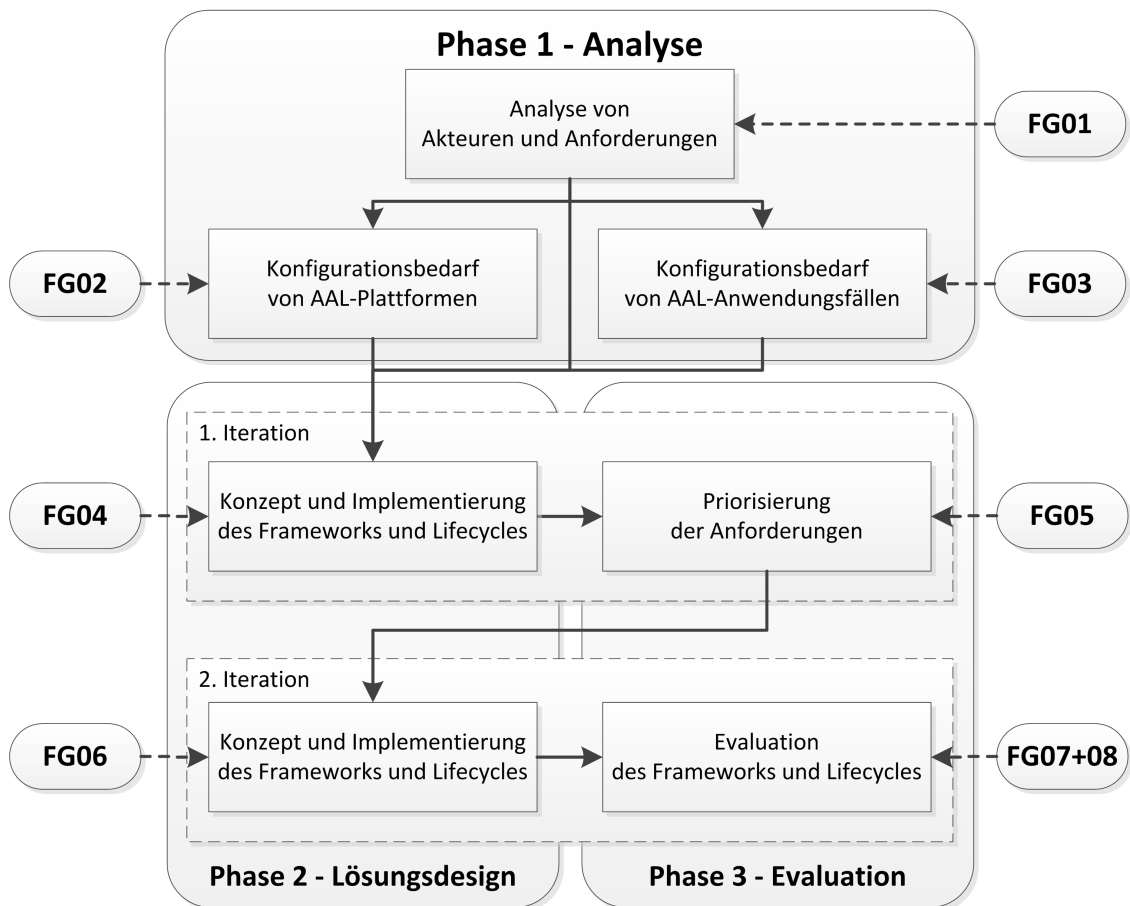 Phase 1 - Analyse
Analyse von
Akteuren und Anforderungen
FG01
FG02
Konfigurationsbedarf
von AAL-Plattformen
Konfigurationsbedarf
von AAL-Anwendungsfällen
FG03
1. Iteration
FG04
Konzept und Implementierung
des Frameworks und Lifecycles
Priorisierung
der Anforderungen
FG05
2. Iteration
FG06
Konzept und Implementierung
des Frameworks und Lifecycles
Evaluation
des Frameworks und Lifecycles
FG07+08
Phase 2 - Lösungsdesign
Phase 3 - Evaluation